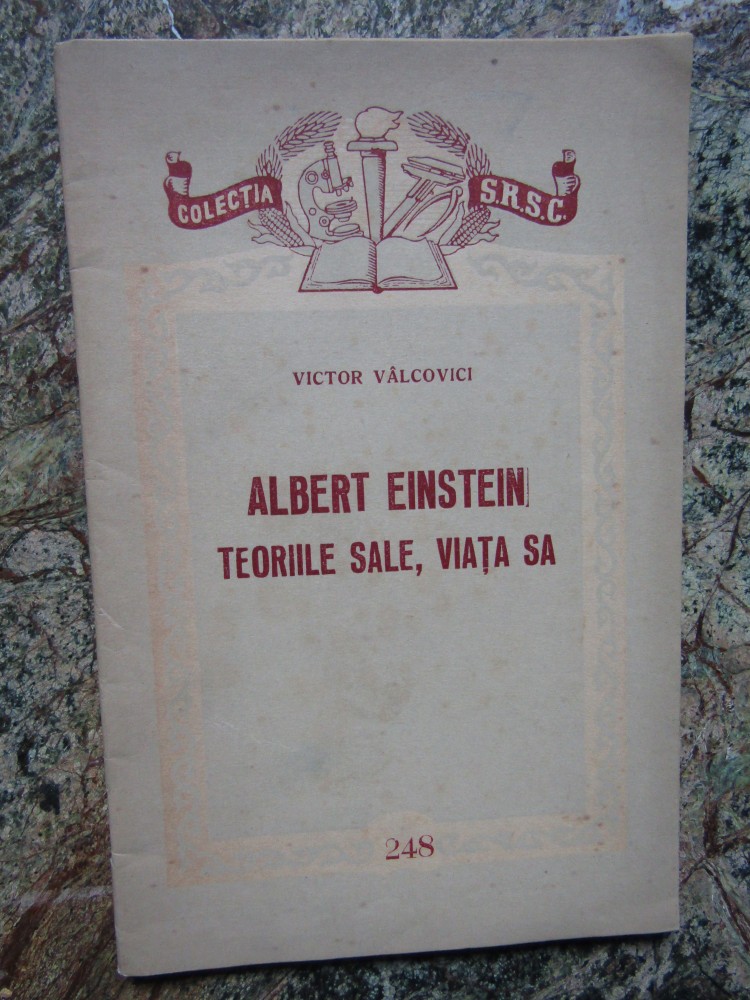 COLECTIA S.R.S.C.
VICTOR VÂLCOVICI
ALBERT EINSTEIN
TEORIILE SALE, VIAȚA SA
248